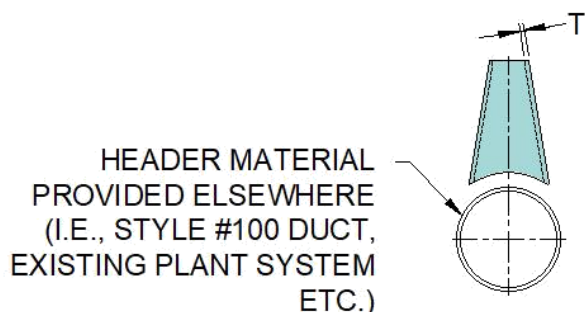 T
HEADER MATERIAL
PROVIDED ELSEWHERE
(I.E., STYLE #100 DUCT,
EXISTING PLANT SYSTEM
ETC.)